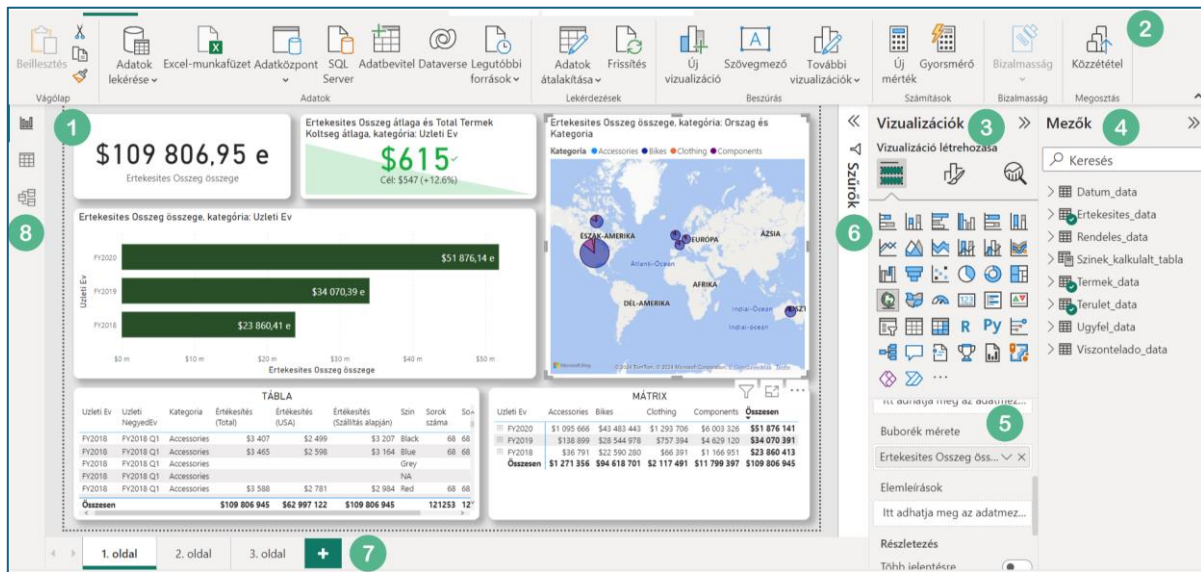 Beillesztés
Vágólap
Adatok lekérése
Excel-munkafüzet
Adatközpont
SQL Server
Adatbevitel
Dataverse
Legutóbbi források
Adatok
Adatok átalakítása
Frissítés
Lekérdezések
Új vizualizáció
Szövegmező
További vizualizációk
Beszúrás
Új mérték
Gyorsmérő
Számítások
Bizalmasság
Bizalmasság
Közzététel
Megosztás
2
1
$109 806,95 e
Ertekesites Osszeg összege
Ertekesites Osszeg átlaga és Total Termek
Koltseg átlaga, kategória: Uzleti Ev
$615
Cél: $547 (+12.6%)
Ertekesites Osszeg összege, kategória: Orszag és
Kategoria
Kategoria Accessories Bikes Clothing Components
ÉSZAK-AMERIKA
EURÓPA
ÁZSIA
Atlanti-Óceán
AFRIKA
DÉL-AMERIKA
Indiai-Óceán
Indiai-óceán
Microsoft Bing
Ertekesites Osszeg összege, kategória: Uzleti Ev
Uzleti Ev
FY2020 $51 876,14 e
FY2019 $34 070,39 e
FY2018 $23 860,41 e
$0 m $10 m $20 m $30 m $40 m $50 m
Ertekesites Osszeg összege
TÁBLA
Uzleti Ev Uzleti NegyedEv Kategoria Értékesítés (Total) Értékesítés (USA) Értékesítés (Szállítás alapján) Szin Sorok száma
FY2018 FY2018 Q1 Accessories $3 407 $2 499 $3 207 Black 68 68
FY2018 FY2018 Q1 Accessories $3 465 $2 598 $3 164 Blue 68 68
FY2018 FY2018 Q1 Accessories Grey
FY2018 FY2018 Q1 Accessories NA
FY2018 FY2018 Q1 Accessories $3 588 $2 781 $2 984 Red 68 68
Összesen $109 806 945 $62 997 122 $109 806 945 121253
MÁTRIX
Uzleti Ev Accessories Bikes Clothing Components Összesen
FY2020 $1 095 666 $43 483 443 $1 293 706 $6 003 326 $51 876 141
FY2019 $138 899 $28 544 978 $757 394 $4 629 120 $34 070 391
FY2018 $36 791 $22 590 280 $66 391 $1 166 951 $23 860 413
Összesen $1 271 356 $94 618 701 $2 117 491 $11 799 397 $109 806 945
8
1. oldal
2. oldal
3. oldal
+
7
Szűrők
6
Vizualizációk
3
Vizualizáció létrehozása
123
R
Py
Itt adhatja meg az adatmez...
Buborék mérete
5
Ertekesites Osszeg öss...
Elemleírások
Itt adhatja meg az adatmez...
Részletezés
Több jelentésre
Mezők
4
Keresés
Datum_data
Ertekesites_data
Rendeles_data
Szinek_kalkulalt_tabla
Termek_data
Terulet_data
Ugyfel_data
Viszontelado_data